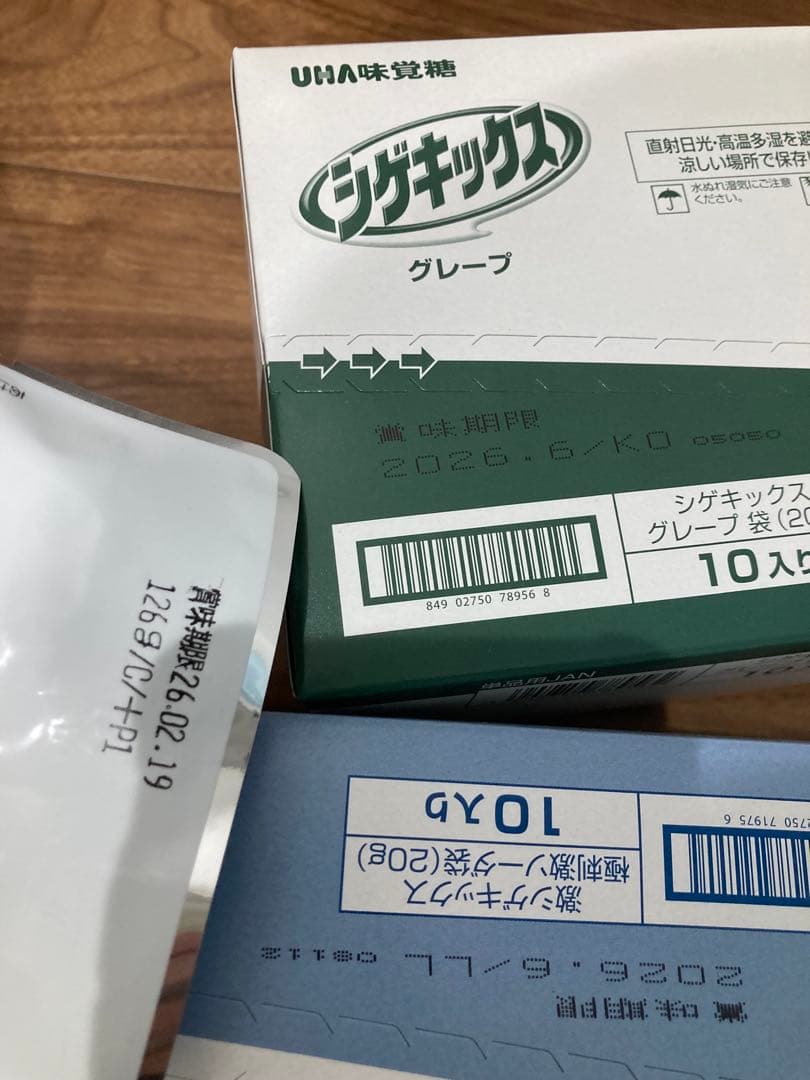 UHA味覚糖
シゲキックス
グレープ
直射日光・高温多湿を避
涼しい場所で保存
水ぬれ湿気にご注意
ください。
賞味期限
2026.6/KO 05050
シゲキックス
グレープ 袋(20
10入り
849 02750 78956 8
単品用JAN
賞味期限26.02.19
126g/C/+P1
10入り
激シゲキックス
極刺激ソーダ袋(20g)
2750 71975 6
賞味期限
2026.6/LL